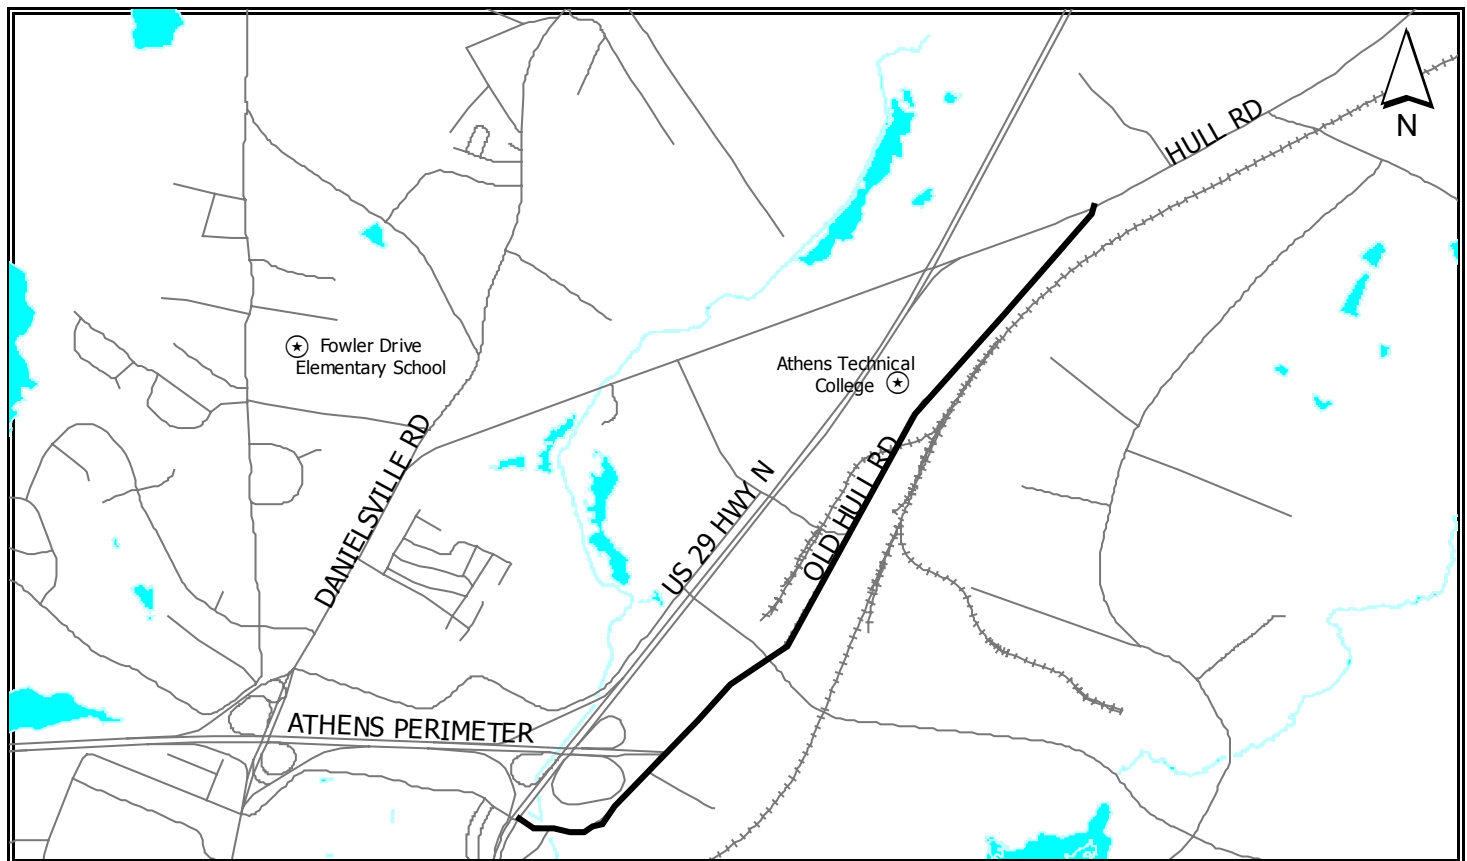 HULL RD
N
Fowler Drive
Elementary School
Athens Technical
College
DANIELSVILLE RD
US 29 HWY N
OLD HULL RD
ATHENS PERIMETER